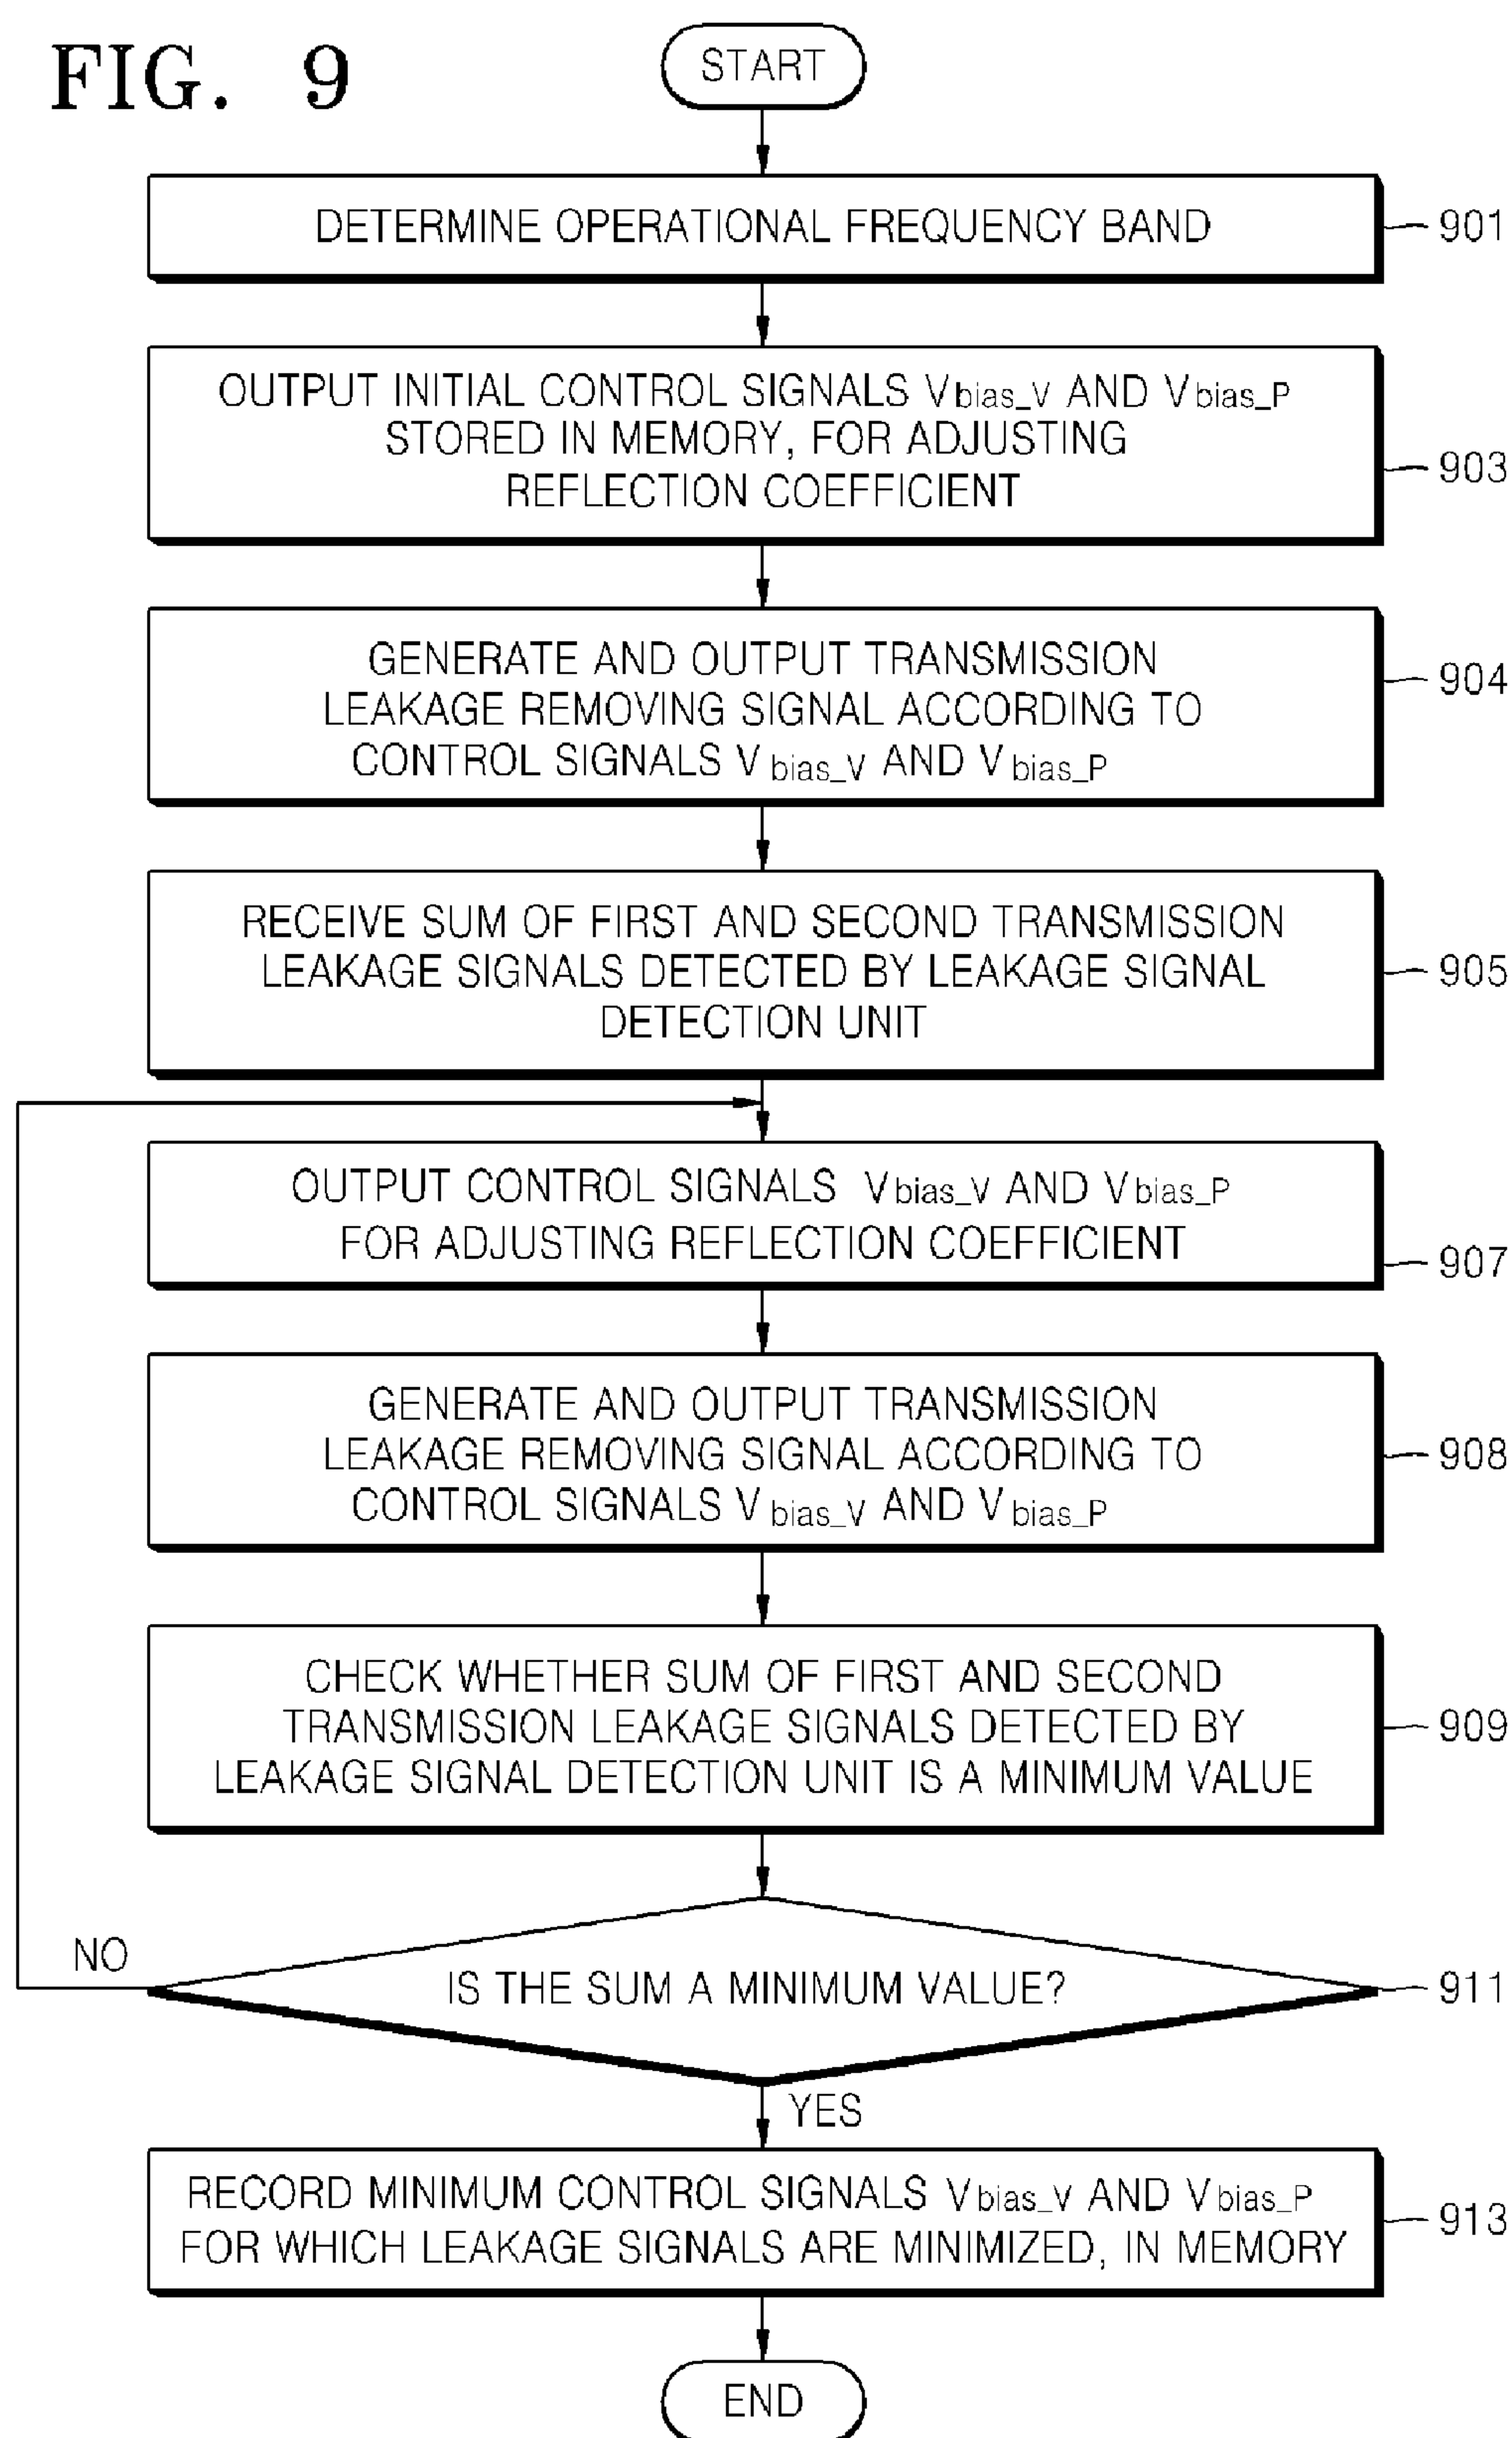 FIG. 9
START
DETERMINE OPERATIONAL FREQUENCY BAND
901
OUTPUT INITIAL CONTROL SIGNALS Vbias_V AND Vbias_P
STORED IN MEMORY, FOR ADJUSTING
REFLECTION COEFFICIENT
903
GENERATE AND OUTPUT TRANSMISSION
LEAKAGE REMOVING SIGNAL ACCORDING TO
CONTROL SIGNALS Vbias_V AND Vbias_P
904
RECEIVE SUM OF FIRST AND SECOND TRANSMISSION
LEAKAGE SIGNALS DETECTED BY LEAKAGE SIGNAL
DETECTION UNIT
905
OUTPUT CONTROL SIGNALS Vbias_V AND Vbias_P
FOR ADJUSTING REFLECTION COEFFICIENT
907
GENERATE AND OUTPUT TRANSMISSION
LEAKAGE REMOVING SIGNAL ACCORDING TO
CONTROL SIGNALS Vbias_V AND Vbias_P
908
CHECK WHETHER SUM OF FIRST AND SECOND
TRANSMISSION LEAKAGE SIGNALS DETECTED BY
LEAKAGE SIGNAL DETECTION UNIT IS A MINIMUM VALUE
909
NO
IS THE SUM A MINIMUM VALUE?
911
YES
RECORD MINIMUM CONTROL SIGNALS Vbias_V AND Vbias_P
FOR WHICH LEAKAGE SIGNALS ARE MINIMIZED, IN MEMORY
913
END